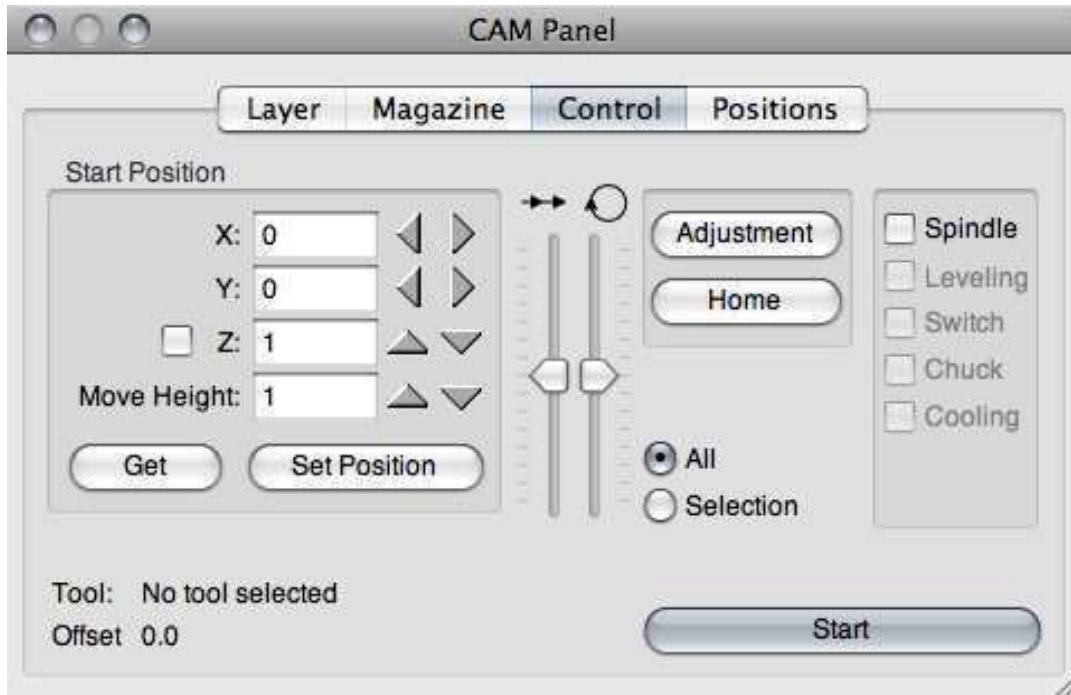 CAM Panel
Layer Magazine Control Positions
Start Position
X: 0
Y: 0
Z: 1
Move Height: 1
Get Set Position
Adjustment
Home
All
Selection
Spindle
Leveling
Switch
Chuck
Cooling
Tool: No tool selected
Offset 0.0
Start